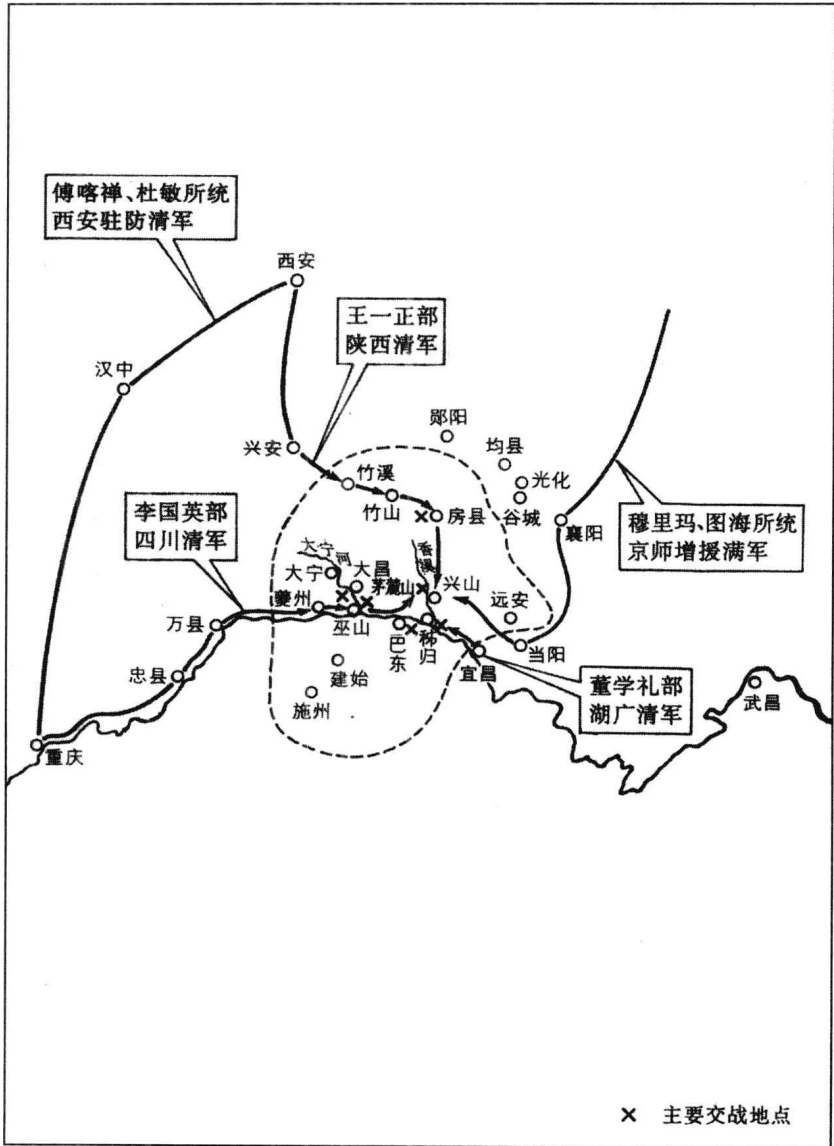 傅喀禅、杜敏所统
西安驻防清军
西安
王一正部
陕西清军
汉中
郧阳
兴安
均县
竹溪
光化
竹山
谷城
房县
襄阳
穆里玛、图海所统
京师增援满军
李国英部
四川清军
大宁河
香溪
大宁
大昌
茅麓山
兴山
夔州
远安
万县
巫山
巴东
秭归
当阳
宜昌
忠县
建始
董学礼部
湖广清军
武昌
施州
重庆
× 主要交战地点